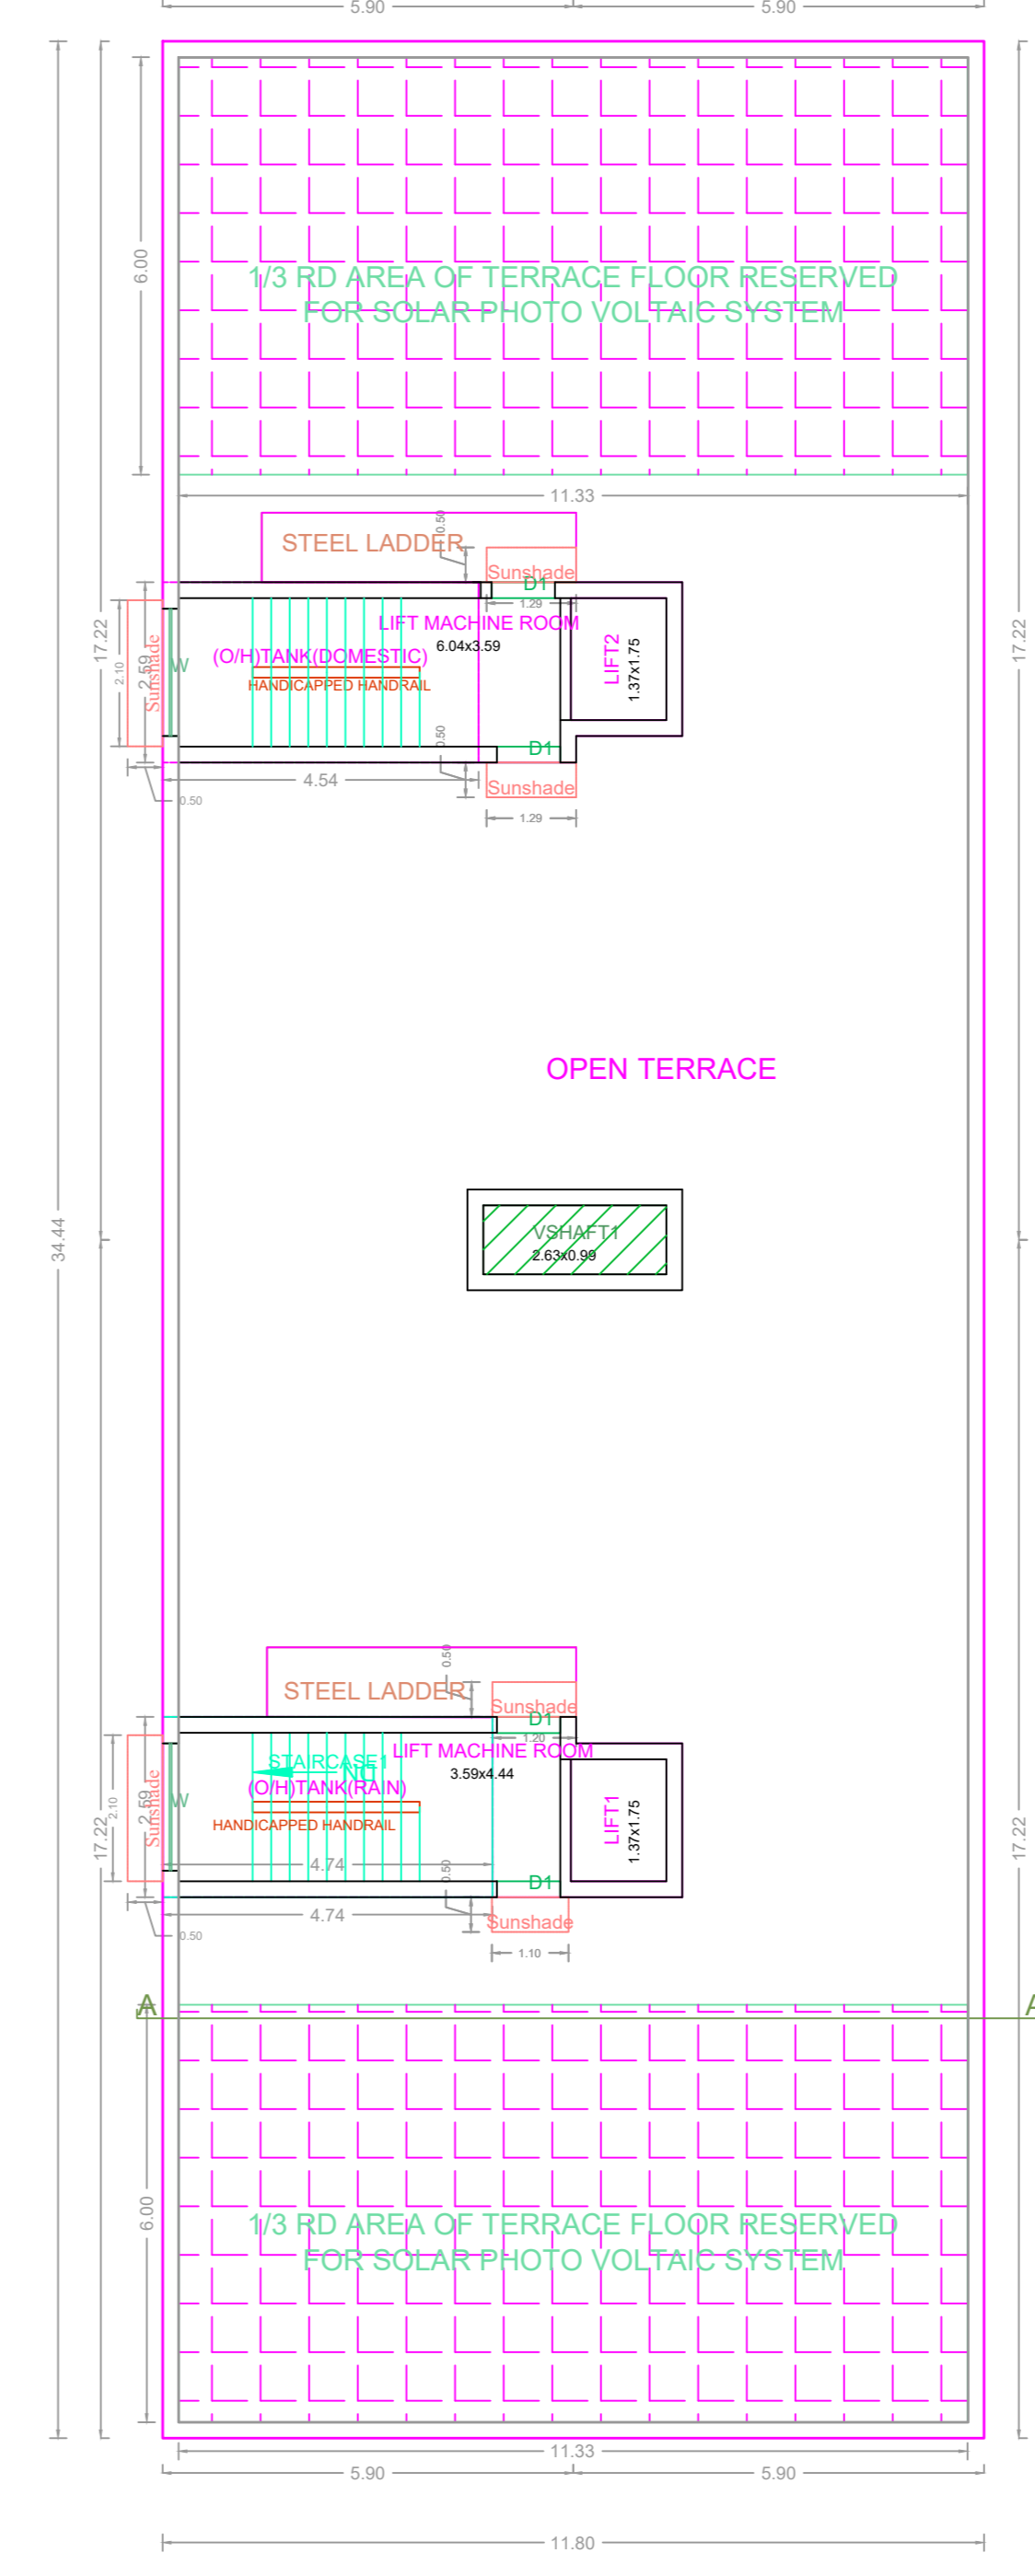 5.90
5.90
1/3 RD AREA OF TERRACE FLOOR RESERVED
FOR SOLAR PHOTO VOLTAIC SYSTEM
6.00
11.33
STEEL LADDER
0.50
Sunshade
D1
1.29
LIFT MACHINE ROOM
6.04x3.59
(O/H)TANK(DOMESTIC)
HANDICAPPED HANDRAIL
LIFT2
1.37x1.75
17.22
17.22
2.10
2.59
Sunshade
W
0.50
D1
4.54
Sunshade
0.50
1.29
OPEN TERRACE
34.44
VSHAFT1
2.63x0.99
0.50
STEEL LADDER
Sunshade
D1
1.20
LIFT MACHINE ROOM
3.59x4.44
STAIRCASE1
DN
(O/H)TANK(RAIN)
HANDICAPPED HANDRAIL
LIFT1
1.37x1.75
17.22
17.22
2.10
2.59
Sunshade
W
4.74
0.50
D1
4.74
Sunshade
0.50
1.10
A
A
1/3 RD AREA OF TERRACE FLOOR RESERVED
FOR SOLAR PHOTO VOLTAIC SYSTEM
6.00
11.33
5.90
5.90
11.80